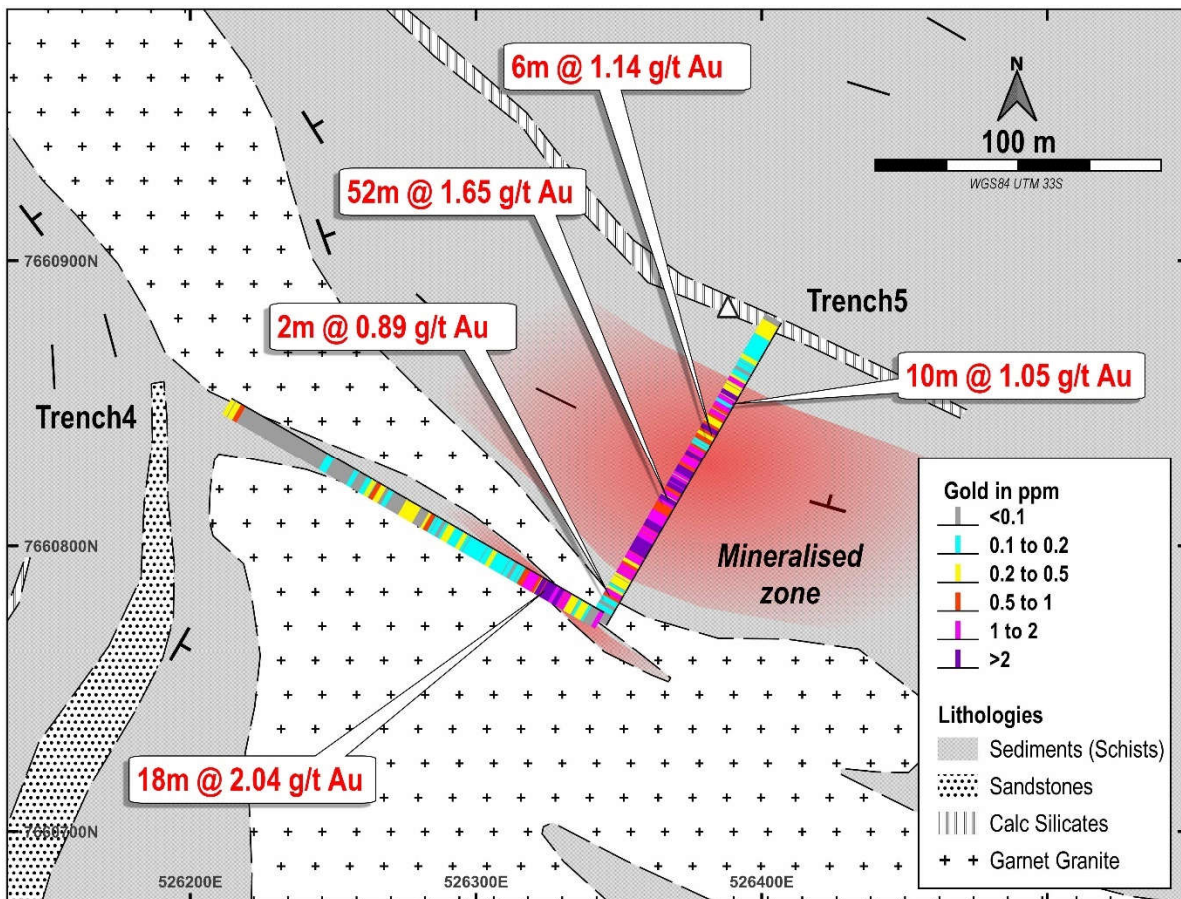 6m @ 1.14 g/t Au
N
100 m
WGS84 UTM 33S
52m @ 1.65 g/t Au
7660900N
Trench5
2m @ 0.89 g/t Au
10m @ 1.05 g/t Au
Trench4
7660800N
Mineralised
zone
18m @ 2.04 g/t Au
7660700N
526200E
526300E
526400E
Gold in ppm
<0.1
0.1 to 0.2
0.2 to 0.5
0.5 to 1
1 to 2
>2
Lithologies
Sediments (Schists)
Sandstones
Calc Silicates
Garnet Granite